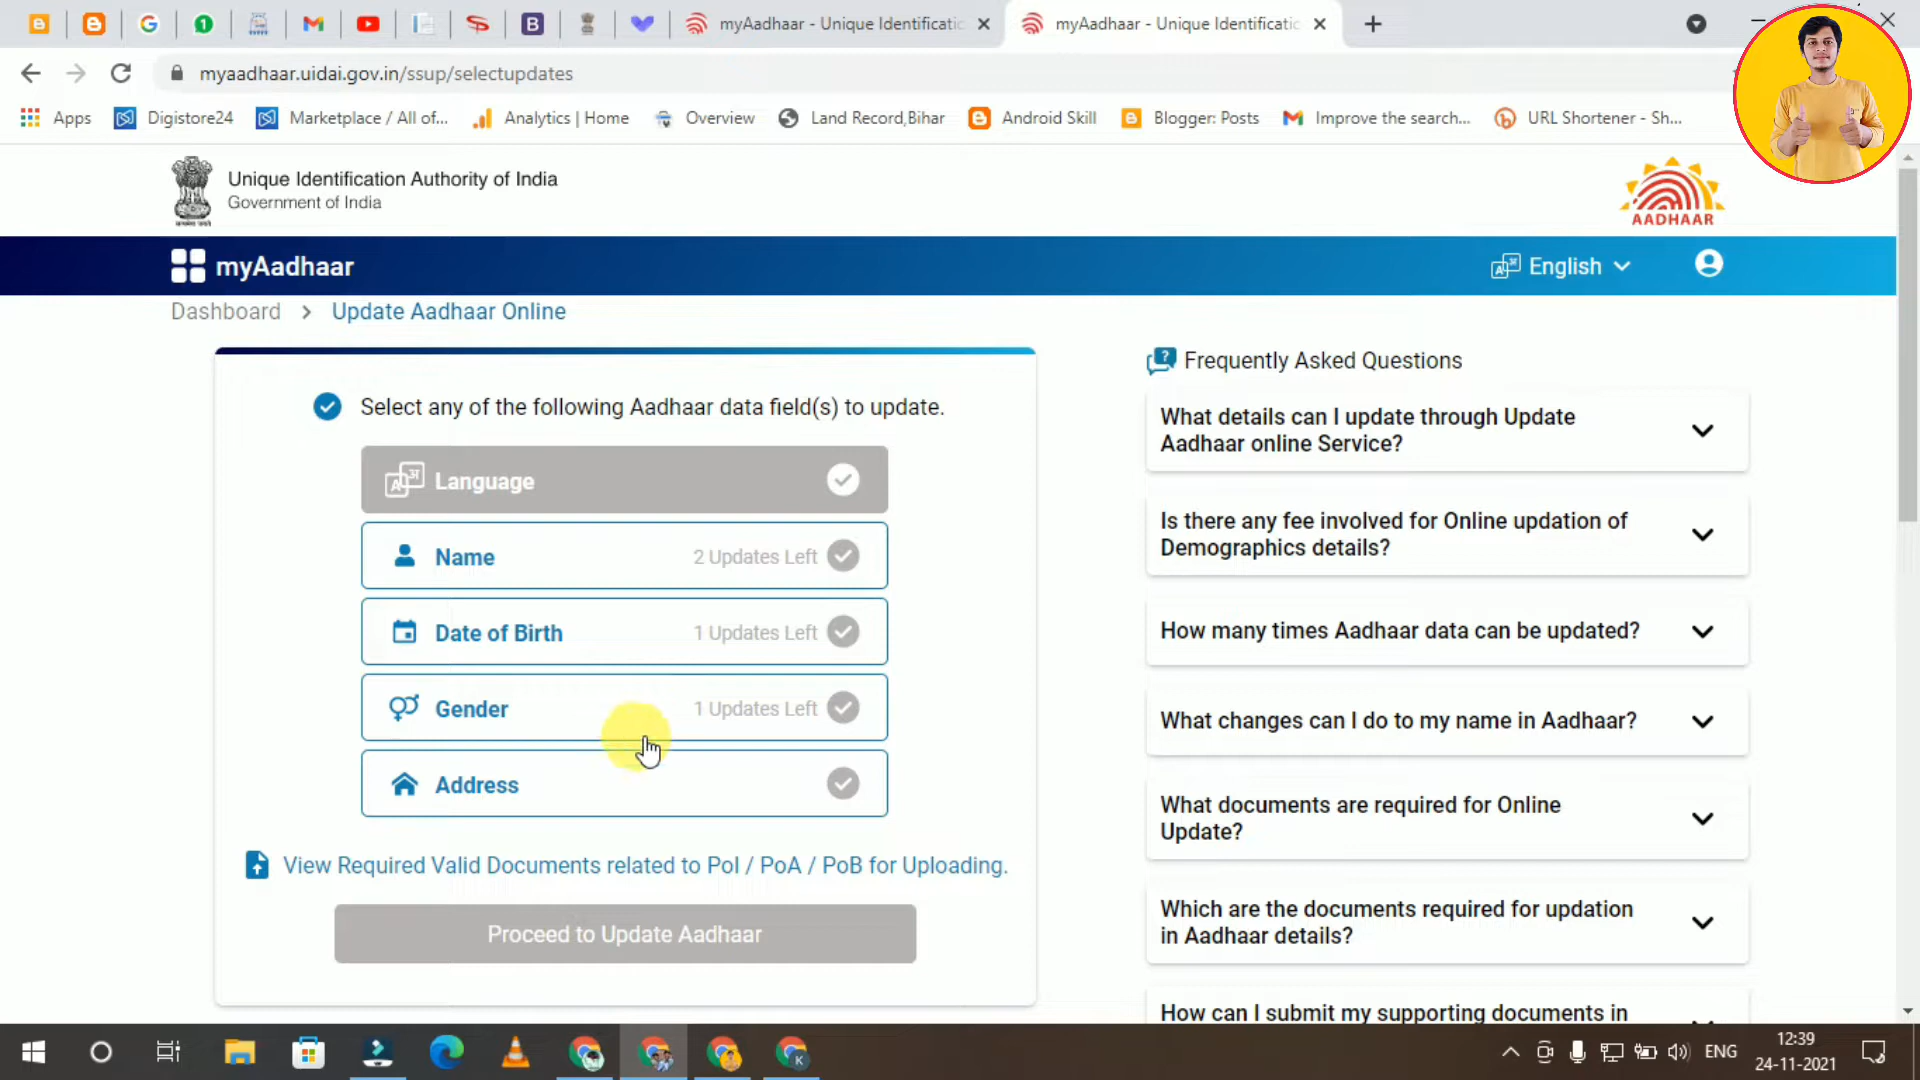 myAadhaar - Unique Identificatic
myAadhaar - Unique Identificatic
myaadhaar.uidai.gov.in/ssup/selectupdates
Apps
Digistore24
Marketplace / All of...
Analytics | Home
Overview
Land Record,Bihar
Android Skill
Blogger: Posts
Improve the search...
URL Shortener - Sh...
Unique Identification Authority of India
Government of India
AADHAAR
myAadhaar
English
Dashboard > Update Aadhaar Online
Select any of the following Aadhaar data field(s) to update.
Language
Name 2 Updates Left
Date of Birth 1 Updates Left
Gender 1 Updates Left
Address
View Required Valid Documents related to PoI / PoA / PoB for Uploading.
Proceed to Update Aadhaar
Frequently Asked Questions
What details can I update through Update
Aadhaar online Service?
Is there any fee involved for Online updation of
Demographics details?
How many times Aadhaar data can be updated?
What changes can I do to my name in Aadhaar?
What documents are required for Online
Update?
Which are the documents required for updation
in Aadhaar details?
How can I submit my supporting documents in
ENG
12:39
24-11-2021